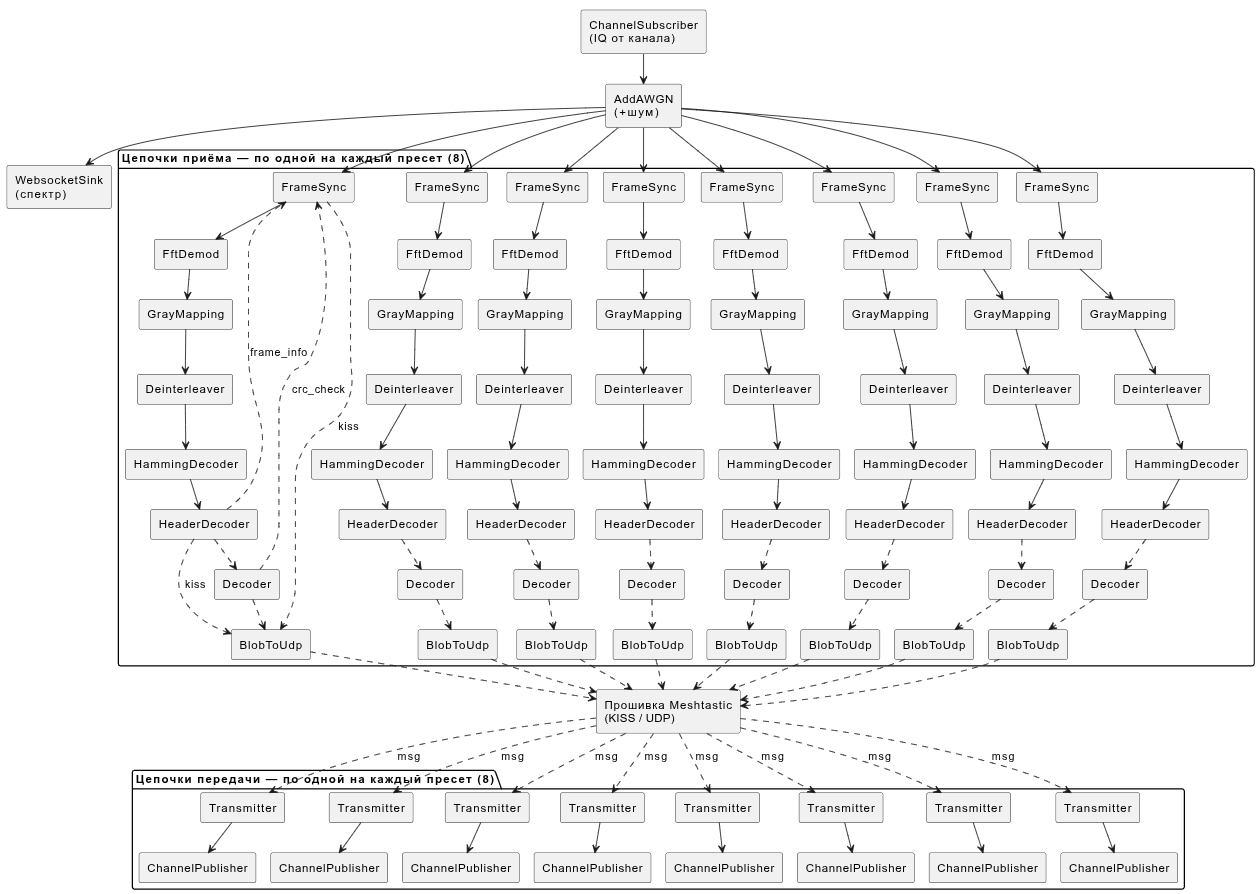 ChannelSubscriber
(IQ от канала)
AddAWGN
(+шум)
Цепочки приёма — по одной на каждый пресет (8)
WebsocketSink
(спектр)
FrameSync
FrameSync
FrameSync
FrameSync
FrameSync
FrameSync
FrameSync
FrameSync
FftDemod
FftDemod
FftDemod
FftDemod
FftDemod
FftDemod
FftDemod
FftDemod
GrayMapping
GrayMapping
GrayMapping
GrayMapping
GrayMapping
GrayMapping
GrayMapping
GrayMapping
frame_info
Deinterleaver
crc_check
Deinterleaver
Deinterleaver
Deinterleaver
Deinterleaver
Deinterleaver
Deinterleaver
Deinterleaver
kiss
HammingDecoder
HammingDecoder
HammingDecoder
HammingDecoder
HammingDecoder
HammingDecoder
HammingDecoder
HammingDecoder
HeaderDecoder
HeaderDecoder
HeaderDecoder
HeaderDecoder
HeaderDecoder
HeaderDecoder
HeaderDecoder
HeaderDecoder
kiss
Decoder
Decoder
Decoder
Decoder
Decoder
Decoder
Decoder
Decoder
BlobToUdp
BlobToUdp
BlobToUdp
BlobToUdp
BlobToUdp
BlobToUdp
BlobToUdp
BlobToUdp
Прошивка Meshtastic
(KISS / UDP)
msg
msg
msg
msg
msg
msg
msg
msg
Цепочки передачи — по одной на каждый пресет (8)
Transmitter
Transmitter
Transmitter
Transmitter
Transmitter
Transmitter
Transmitter
Transmitter
ChannelPublisher
ChannelPublisher
ChannelPublisher
ChannelPublisher
ChannelPublisher
ChannelPublisher
ChannelPublisher
ChannelPublisher